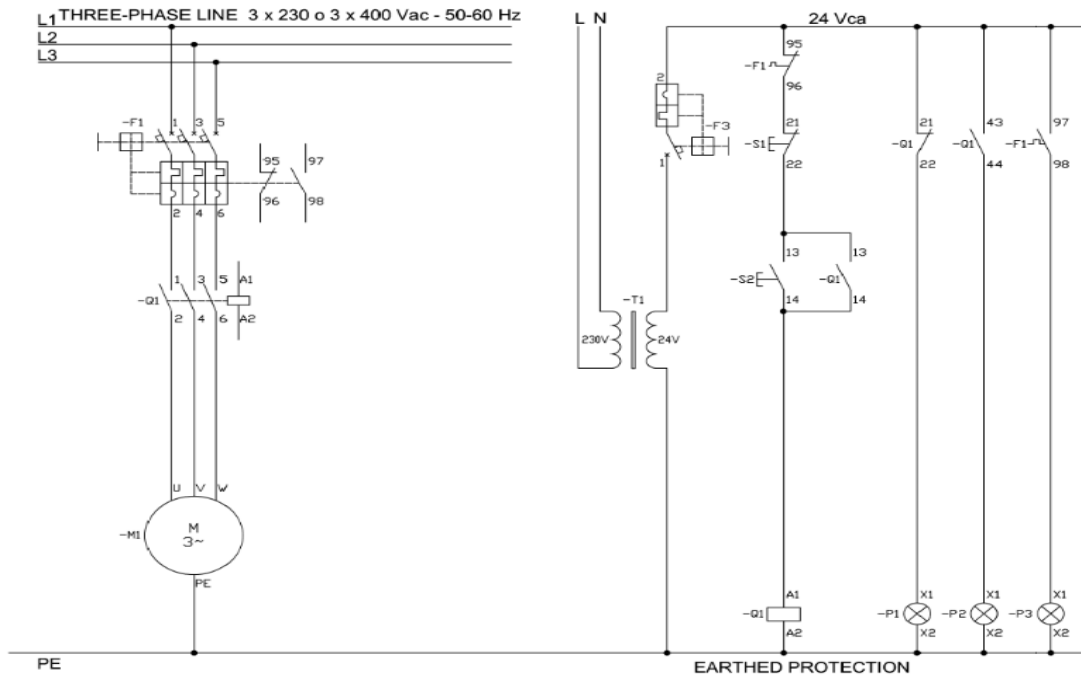 L1 THREE-PHASE LINE 3 x 230 o 3 x 400 Vac - 50-60 Hz
L2
L3
L N
24 Vca
-F1
1 3 5
95 97
96 98
2 4 6
-Q1
1 3 5 A1
2 4 6 A2
U V W
-M1
M
3~
PE
PE
2
-F3
1
-T1
230V
24V
95
-F1
96
21
-S1
22
13
-S2
14
13
-Q1
14
A1
-Q1
A2
21
-Q1
22
X1
-P1
X2
43
-Q1
44
X1
-P2
X2
97
-F1
98
X1
-P3
X2
EARTHED PROTECTION